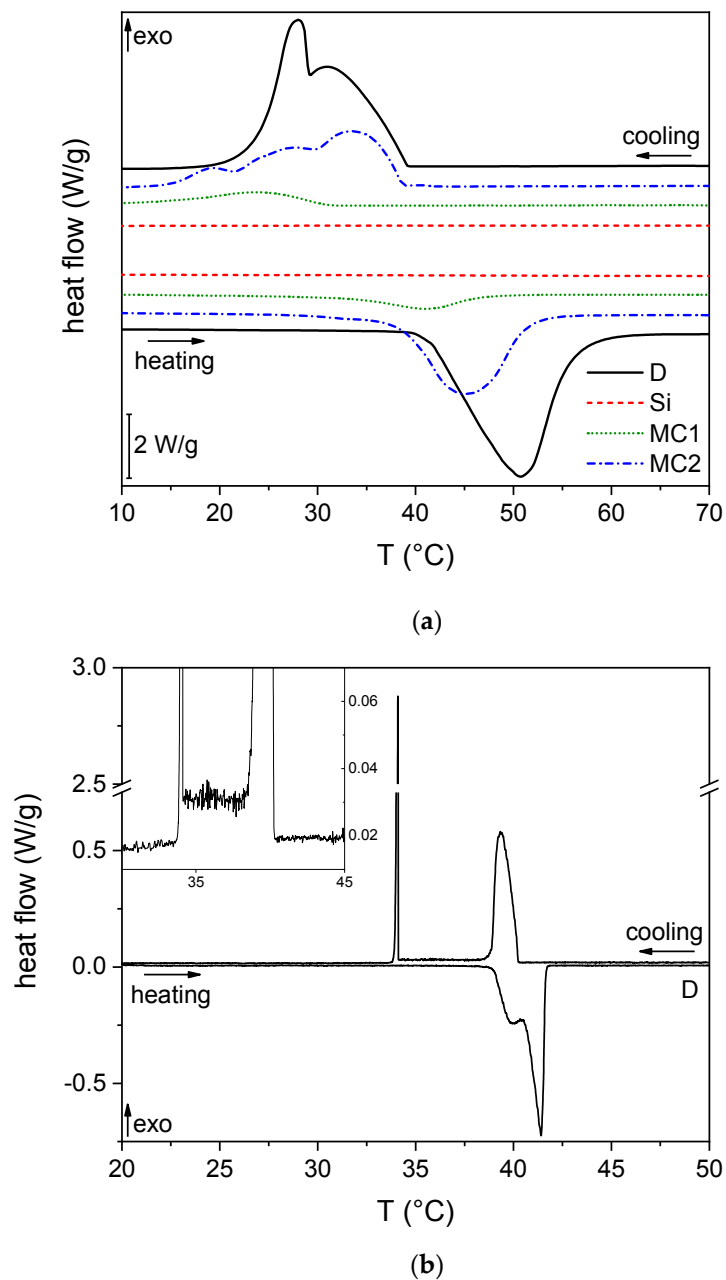 exo
cooling
heat flow (W/g)
heating
2 W/g
D
Si
MC1
MC2
10 20 30 40 50 60 70
T (°C)
(a)
3.0
2.5
0.5
0.0
-0.5
heat flow (W/g)
0.06
0.04
0.02
35 45
cooling
heating
D
exo
20 25 30 35 40 45 50
T (°C)
(b)